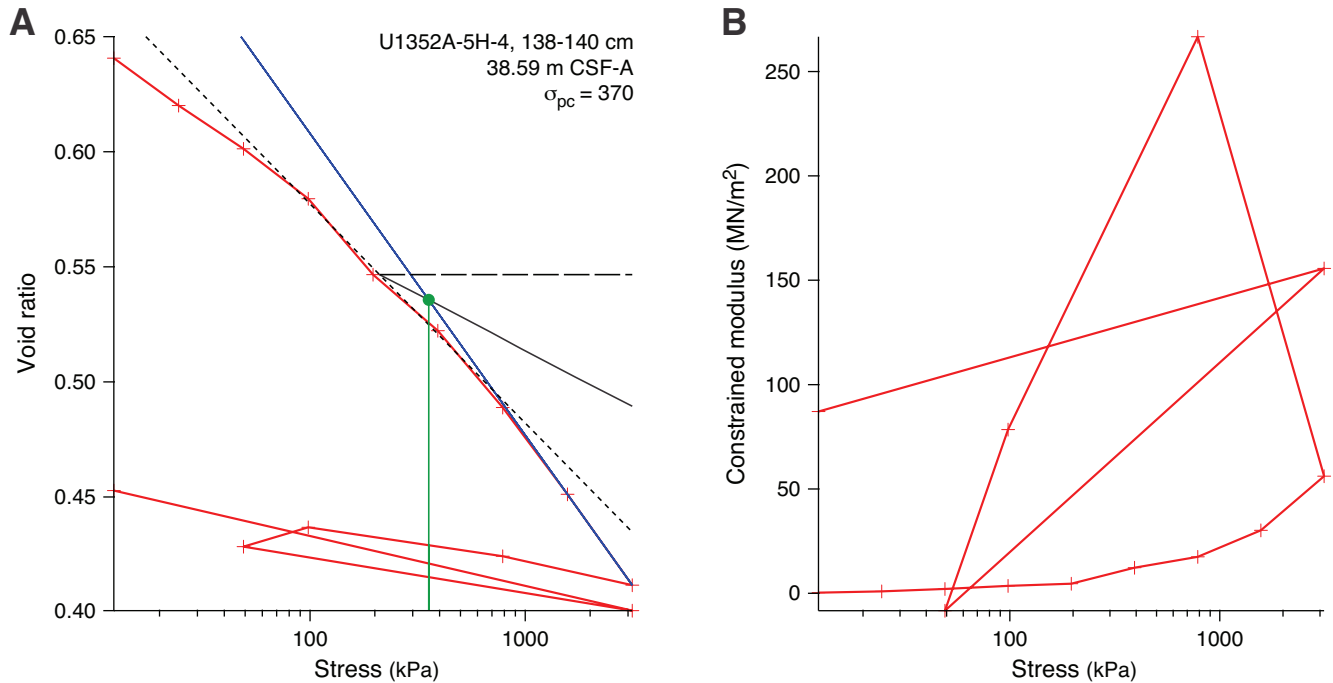 A
U1352A-5H-4, 138-140 cm
38.59 m CSF-A
σpc = 370
Void ratio
0.65
0.60
0.55
0.50
0.45
0.40
100
1000
Stress (kPa)
B
Constrained modulus (MN/m²)
250
200
150
100
50
0
100
1000
Stress (kPa)